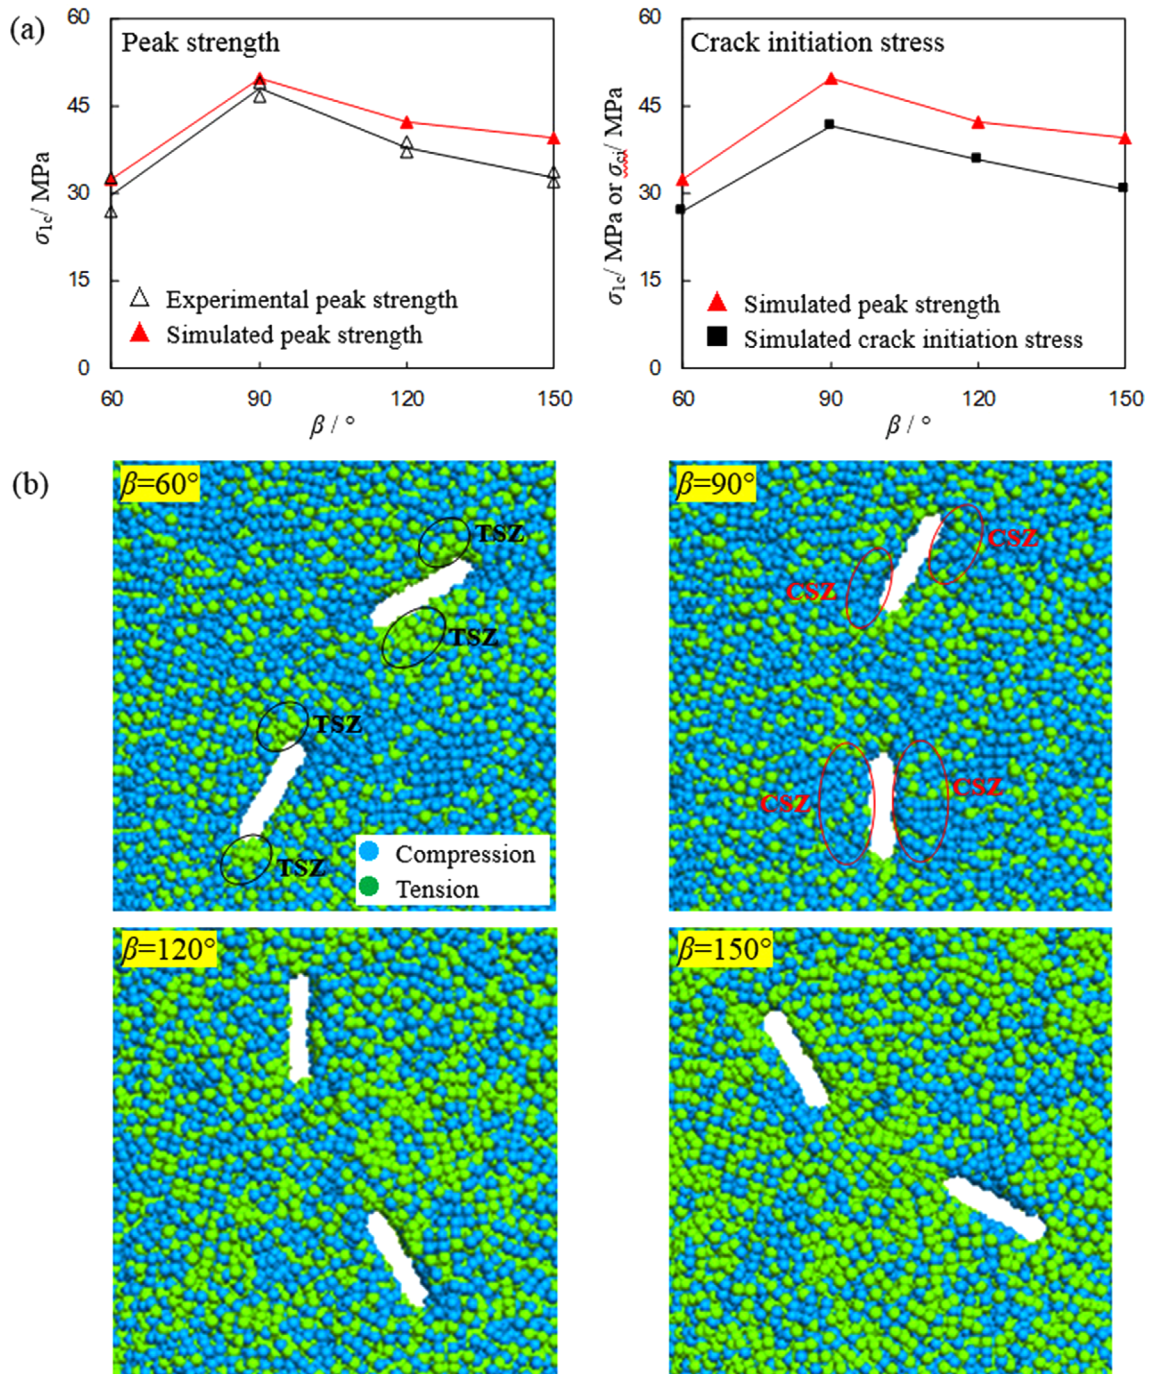 (a)
60
45
30
15
0
σ1c/ MPa
Peak strength
Experimental peak strength
Simulated peak strength
60 90 120 150
β / °
60
45
30
15
0
σ1c/ MPa or σci/ MPa
Crack initiation stress
Simulated peak strength
Simulated crack initiation stress
60 90 120 150
β / °
(b)
β=60°
TSZ
TSZ
TSZ
TSZ
Compression
Tension
β=90°
CSZ
CSZ
CSZ
CSZ
β=120°
β=150°